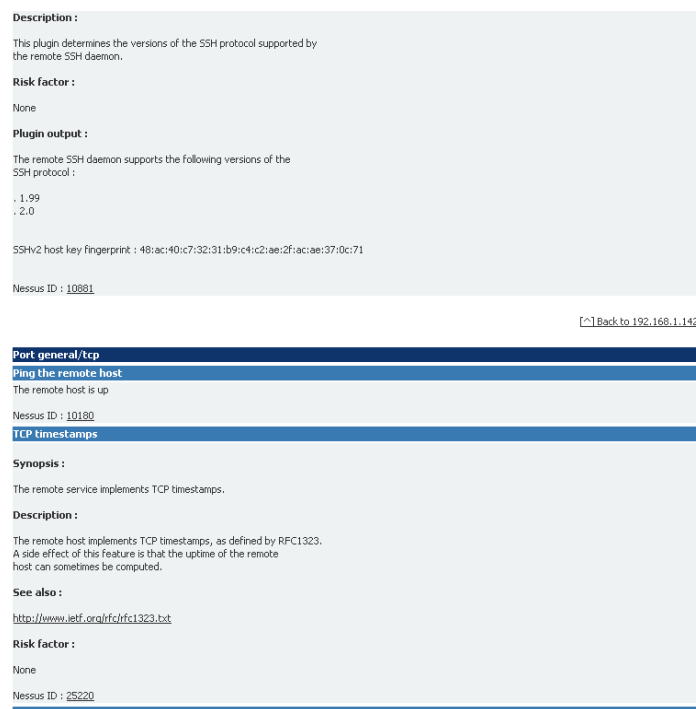 Description :
This plugin determines the versions of the SSH protocol supported by
the remote SSH daemon.
Risk factor :
None
Plugin output :
The remote SSH daemon supports the following versions of the
SSH protocol :
. 1.99
. 2.0
SSHv2 host key fingerprint : 48:ac:40:c7:32:31:b9:c4:c2:ae:2f:ac:ae:37:0c:71
Nessus ID : 10881
[^] Back to 192.168.1.142
Port general/tcp
Ping the remote host
The remote host is up
Nessus ID : 10180
TCP timestamps
Synopsis :
The remote service implements TCP timestamps.
Description :
The remote host implements TCP timestamps, as defined by RFC1323.
A side effect of this feature is that the uptime of the remote
host can sometimes be computed.
See also :
http://www.ietf.org/rfc/rfc1323.txt
Risk factor :
None
Nessus ID : 25220